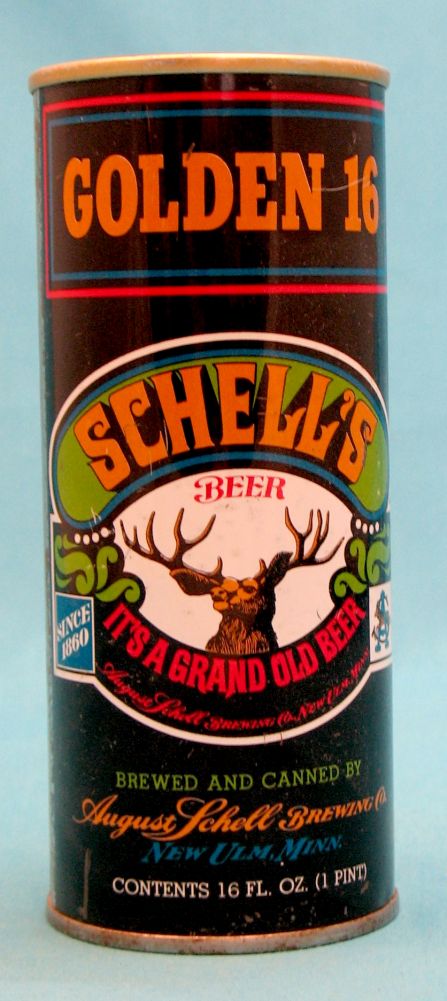 GOLDEN 16
SCHELL'S
BEER
SINCE
1860
IT'S A GRAND OLD BEER
August Schell BREWING Co. NEW ULM, MINN.
BREWED AND CANNED BY
August Schell BREWING Co.
NEW ULM, MINN.
CONTENTS 16 FL. OZ. (1 PINT)